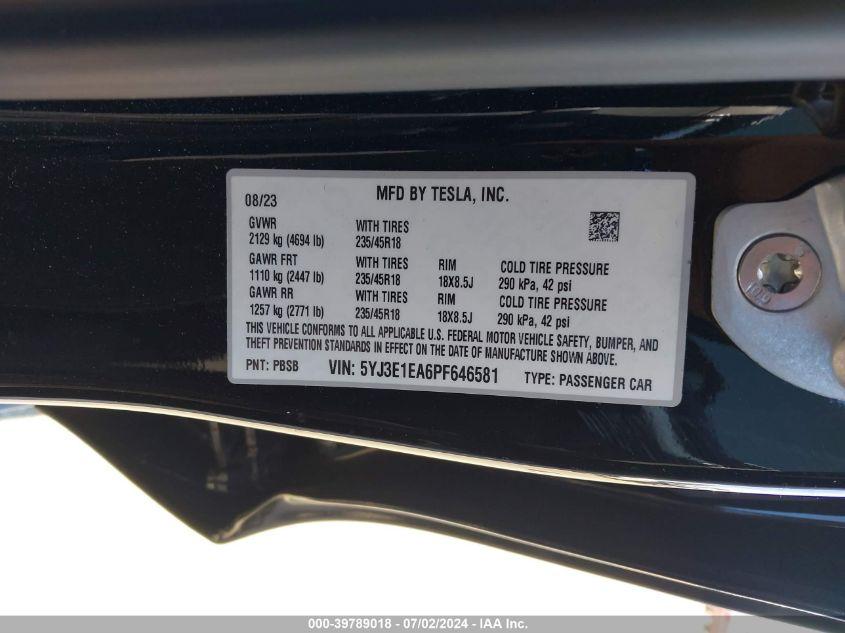 MFD BY TESLA, INC.
08/23
GVWR WITH TIRES
2129 kg (4694 lb) 235/45R18
GAWR FRT WITH TIRES RIM COLD TIRE PRESSURE
1110 kg (2447 lb) 235/45R18 18X8.5J 290 kPa, 42 psi
GAWR RR WITH TIRES RIM COLD TIRE PRESSURE
1257 kg (2771 lb) 235/45R18 18X8.5J 290 kPa, 42 psi
THIS VEHICLE CONFORMS TO ALL APPLICABLE U.S. FEDERAL MOTOR VEHICLE SAFETY, BUMPER, AND
THEFT PREVENTION STANDARDS IN EFFECT ON THE DATE OF MANUFACTURE SHOWN ABOVE.
PNT: PBSB VIN: 5YJ3E1EA6PF646581 TYPE: PASSENGER CAR
000-39789018 - 07/02/2024 - IAA Inc.